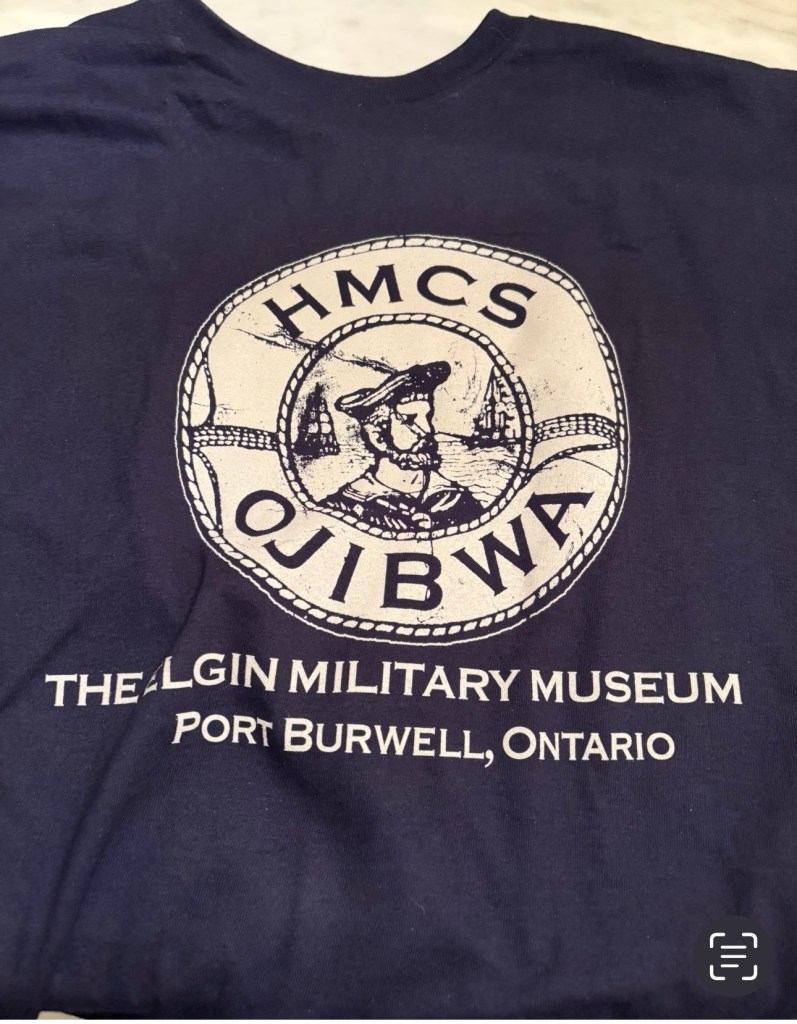 HMCS
OJIBWA
THE ELGIN MILITARY MUSEUM
PORT BURWELL, ONTARIO